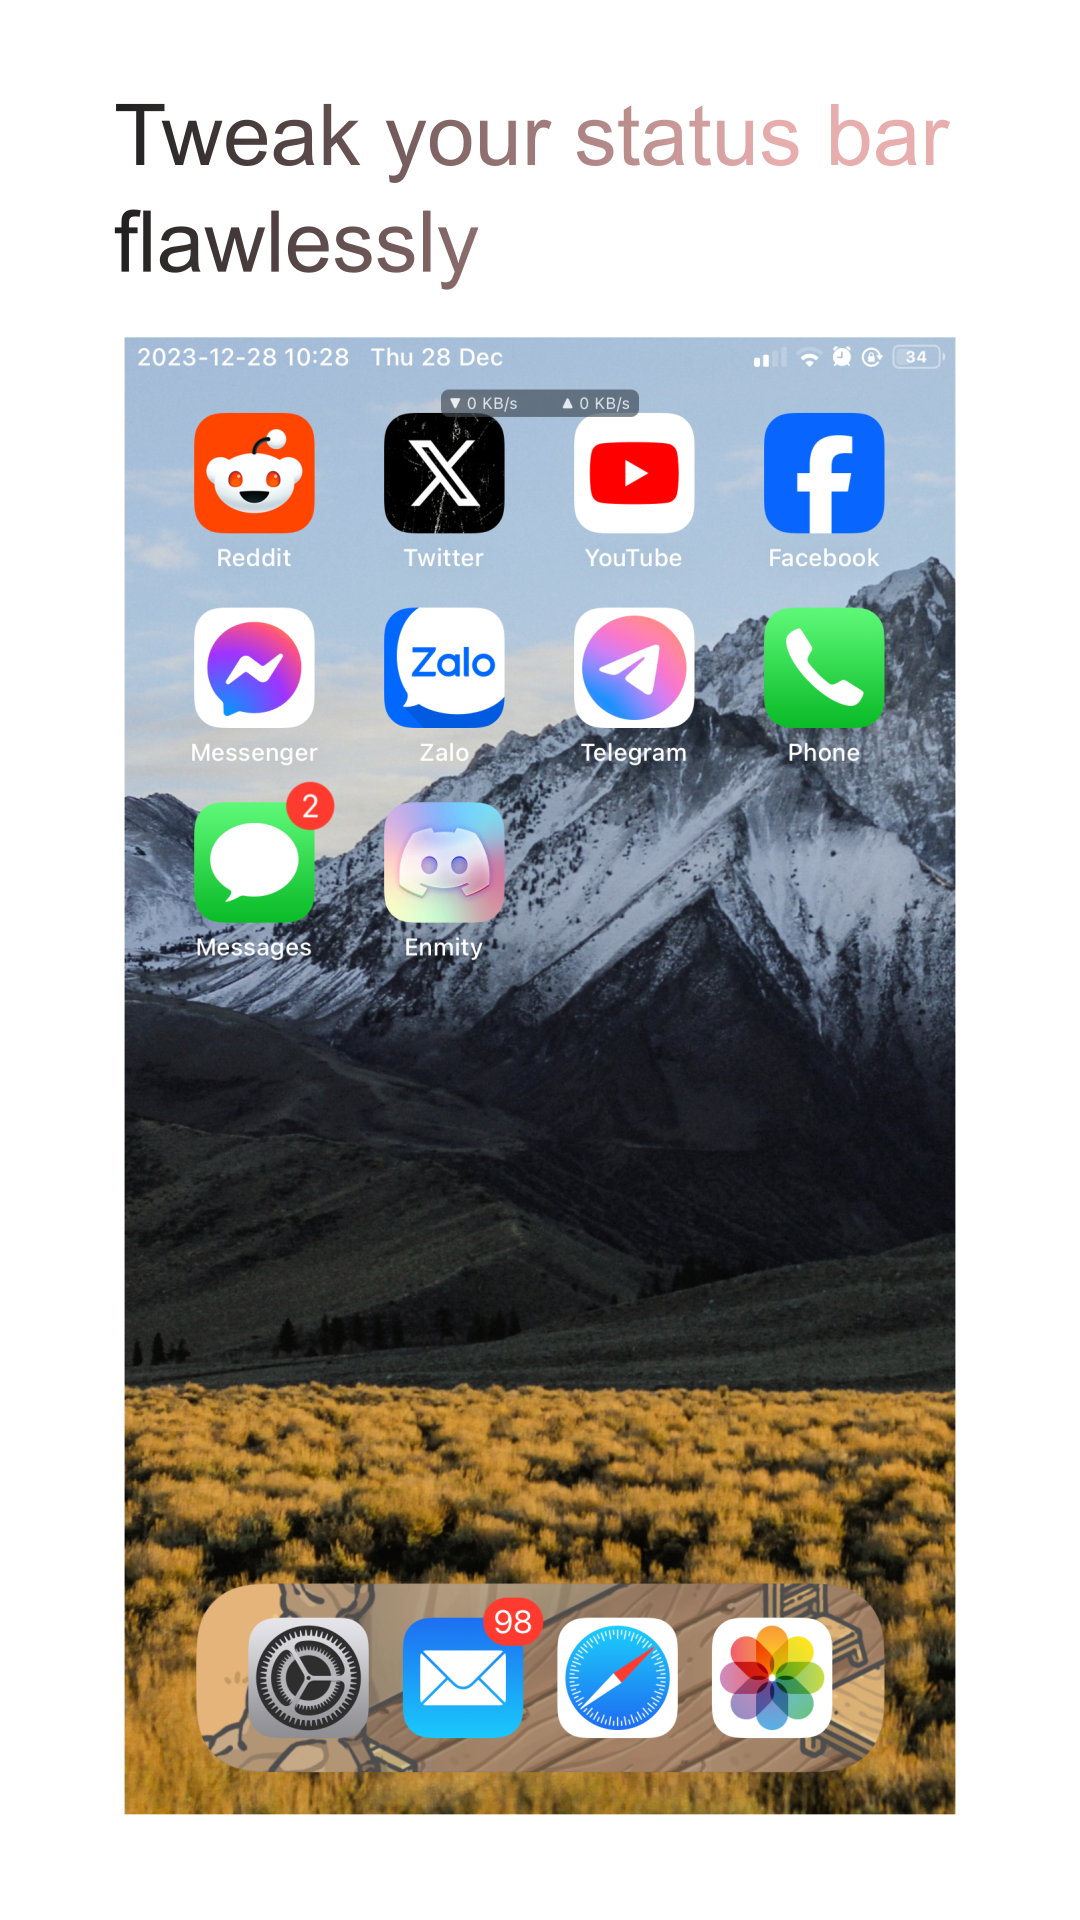 Tweak your status bar
flawlessly
2023-12-28 10:28 Thu 28 Dec 34
▼ 0 KB/s ▲ 0 KB/s
Reddit Twitter YouTube Facebook
Zalo
Messenger Zalo Telegram Phone
2
Messages Enmity
98